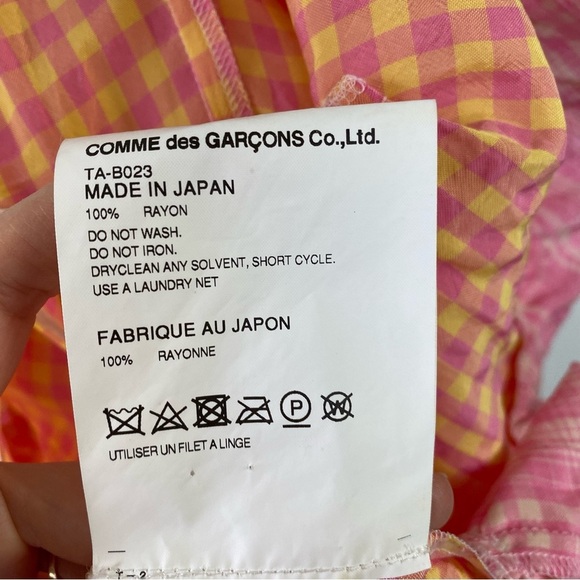 COMME des GARÇONS Co.,Ltd.
TA-B023
MADE IN JAPAN
100% RAYON
DO NOT WASH.
DO NOT IRON.
DRYCLEAN ANY SOLVENT, SHORT CYCLE.
USE A LAUNDRY NET
FABRIQUE AU JAPON
100% RAYONNE
P W
UTILISER UN FILET A LINGE